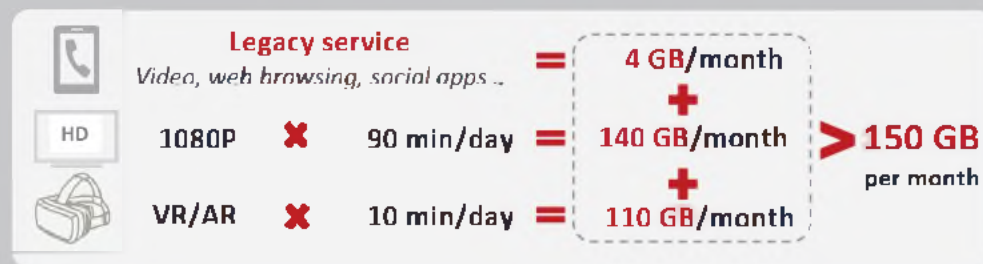 Legacy service
Video, web browsing, social apps ..
= 4 GB/month
+
HD 1080P × 90 min/day = 140 GB/month > 150 GB
per month
+
VR/AR × 10 min/day = 110 GB/month